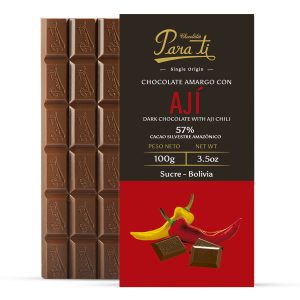 Chocolates
Para ti
Single Origin
CHOCOLATE AMARGO CON
AJÍ
DARK CHOCOLATE WITH AJI CHILI
57%
CACAO SILVESTRE AMAZÓNICO
PESO NETO NET WT
100g 3.5oz
Sucre - Bolivia